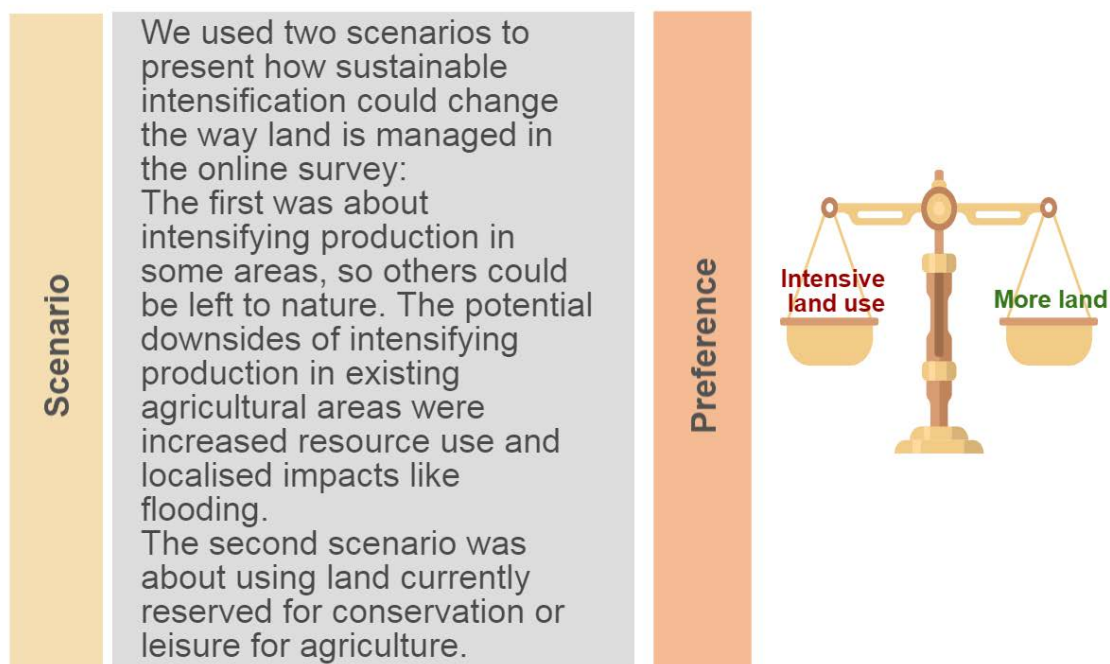 Scenario
We used two scenarios to
present how sustainable
intensification could change
the way land is managed in
the online survey:
The first was about
intensifying production in
some areas, so others could
be left to nature. The potential
downsides of intensifying
production in existing
agricultural areas were
increased resource use and
localised impacts like
flooding.
The second scenario was
about using land currently
reserved for conservation or
leisure for agriculture.
Preference
Intensive
land use
More land